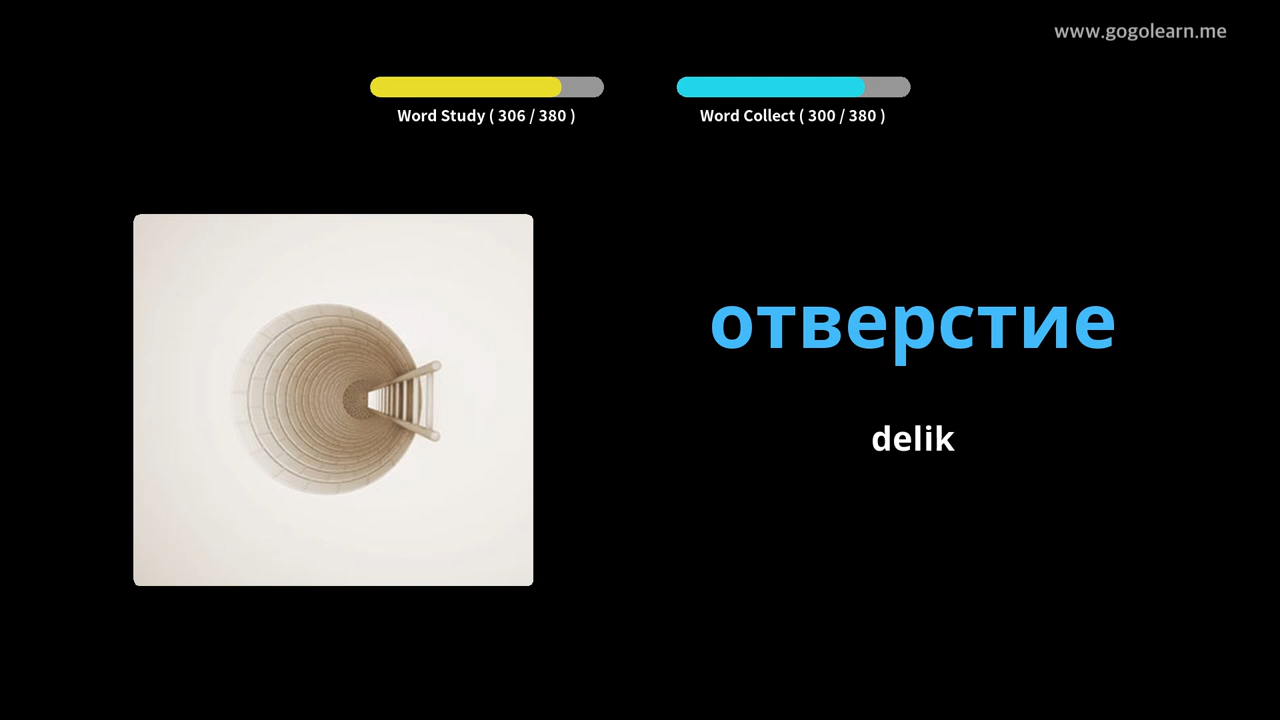 www.gogolearn.me
Word Study ( 306 / 380 )
Word Collect ( 300 / 380 )
отверстие
delik